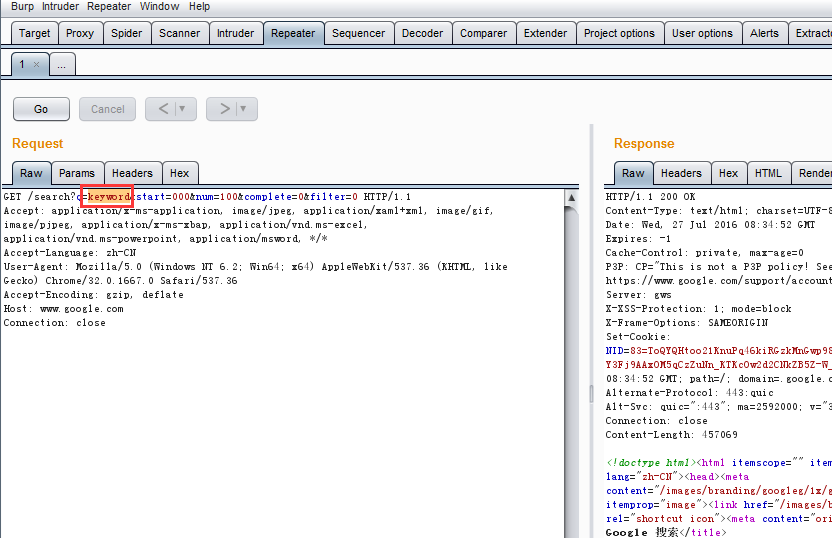 Burp Intruder Repeater Window Help
Target Proxy Spider Scanner Intruder Repeater Sequencer Decoder Comparer Extender Project options User options Alerts Extract
1 × ...
Go Cancel < ▼ > ▼
Request
Raw Params Headers Hex
GET /search?q=keyword&start=000&num=100&complete=0&filter=0 HTTP/1.1
Accept: application/x-ms-application, image/jpeg, application/xaml+xml, image/gif,
image/pjpeg, application/x-ms-xbap, application/vnd.ms-excel,
application/vnd.ms-powerpoint, application/msword, */*
Accept-Language: zh-CN
User-Agent: Mozilla/5.0 (Windows NT 6.2; Win64; x64) AppleWebKit/537.36 (KHTML, like
Gecko) Chrome/32.0.1667.0 Safari/537.36
Accept-Encoding: gzip, deflate
Host: www.google.com
Connection: close
Response
Raw Headers Hex HTML Render
HTTP/1.1 200 OK
Content-Type: text/html; charset=UTF-8
Date: Wed, 27 Jul 2016 08:34:52 GMT
Expires: -1
Cache-Control: private, max-age=0
P3P: CP="This is not a P3P policy! See
https://www.google.com/support/account
Server: gws
X-XSS-Protection: 1; mode=block
X-Frame-Options: SAMEORIGIN
Set-Cookie:
NID=83=ToQYQHtoo21KnuPq46kiRGzkMnGwp98
Y3Fj9AAxOM5qCzZuNn_KTKcOw2d2CNkZB5Z-W_
08:34:52 GMT; path=/; domain=.google.c
Alternate-Protocol: 443:quic
Alt-Svc: quic=":443"; ma=2592000; v="3
Connection: close
Content-Length: 457069
<!doctype html><html itemscope="" item
lang="zh-CN"><head><meta
content="/images/branding/googleg/1x/g
itemprop="image"><link href="/images/b
rel="shortcut icon"><meta content="ori
Google 搜索</title>